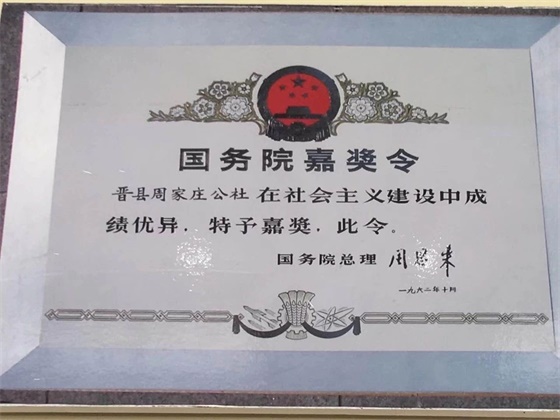 国务院嘉奖令
晋县周家庄公社 在社会主义建设中成
绩优异，特予嘉奖，此令。
国务院总理 周恩来
一九六二年十月